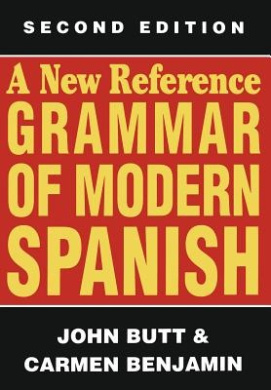 SECOND EDITION
A New Reference
GRAMMAR
OF MODERN
SPANISH
JOHN BUTT &
CARMEN BENJAMIN